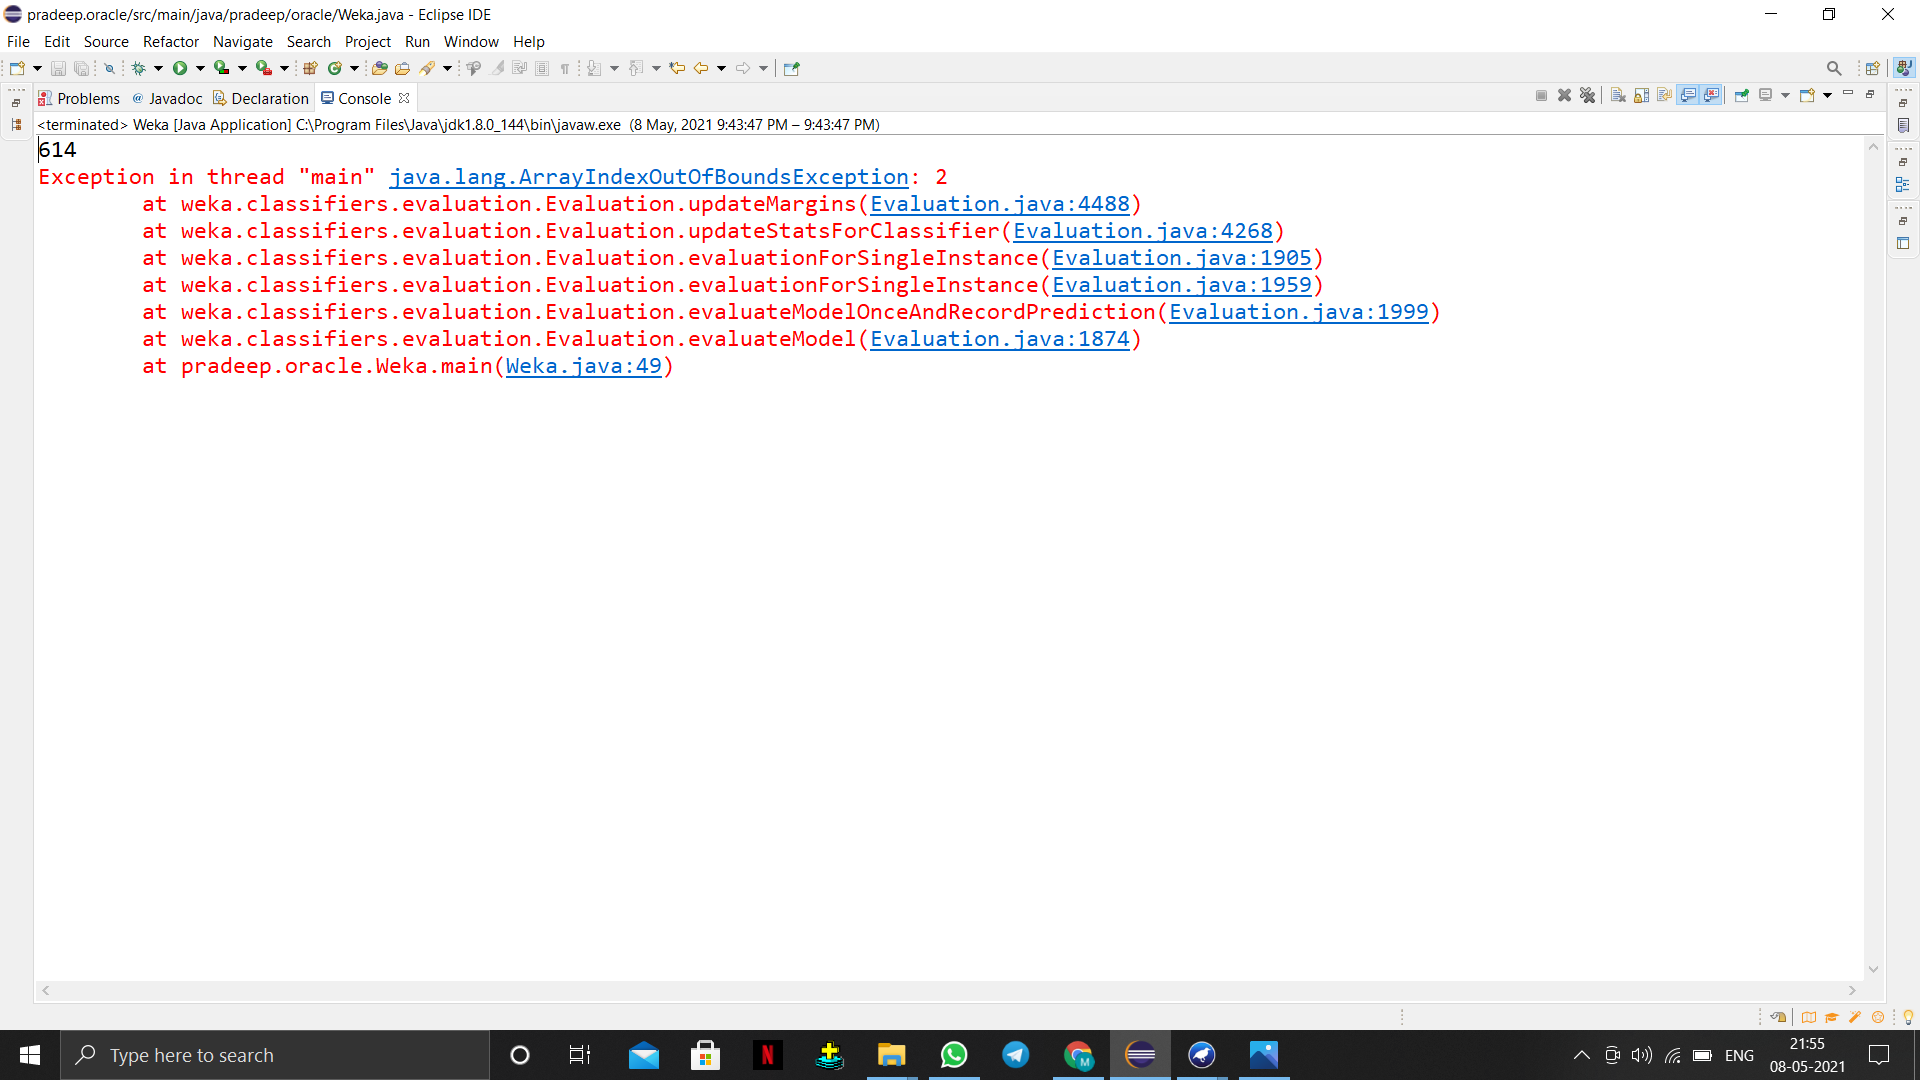 pradeep.oracle/src/main/java/pradeep/oracle/Weka.java - Eclipse IDE
File Edit Source Refactor Navigate Search Project Run Window Help
Problems @ Javadoc Declaration Console
<terminated> Weka [Java Application] C:\Program Files\Java\jdk1.8.0_144\bin\javaw.exe (8 May, 2021 9:43:47 PM – 9:43:47 PM)
614
Exception in thread "main" java.lang.ArrayIndexOutOfBoundsException: 2
at weka.classifiers.evaluation.Evaluation.updateMargins(Evaluation.java:4488)
at weka.classifiers.evaluation.Evaluation.updateStatsForClassifier(Evaluation.java:4268)
at weka.classifiers.evaluation.Evaluation.evaluationForSingleInstance(Evaluation.java:1905)
at weka.classifiers.evaluation.Evaluation.evaluationForSingleInstance(Evaluation.java:1959)
at weka.classifiers.evaluation.Evaluation.evaluateModelOnceAndRecordPrediction(Evaluation.java:1999)
at weka.classifiers.evaluation.Evaluation.evaluateModel(Evaluation.java:1874)
at pradeep.oracle.Weka.main(Weka.java:49)
Type here to search
ENG
21:55
08-05-2021